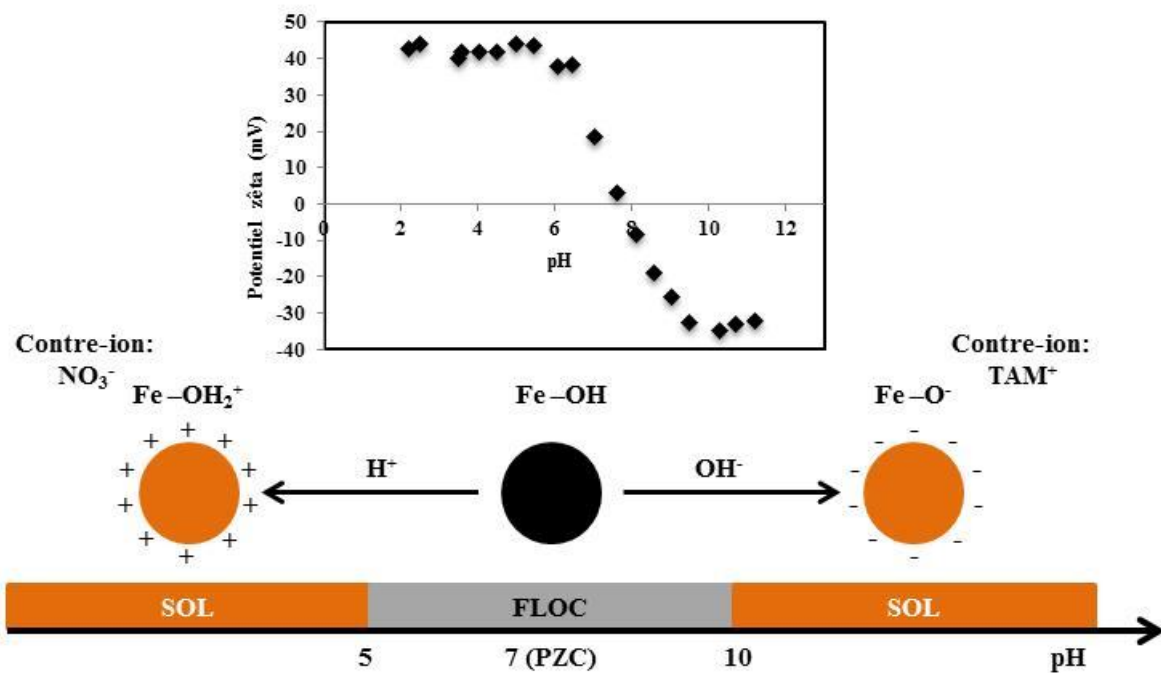 50
40
30
20
10
0
-10
-20
-30
-40
Potentiel zêta (mV)
0 2 4 6 8 10 12
pH
Contre-ion:
NO₃⁻
Contre-ion:
TAM⁺
Fe –OH₂⁺
Fe –OH
Fe –O⁻
+ + + + + + + + + + + +
- - - - - - - - - -
H⁺
OH⁻
SOL
FLOC
SOL
5 7 (PZC) 10 pH